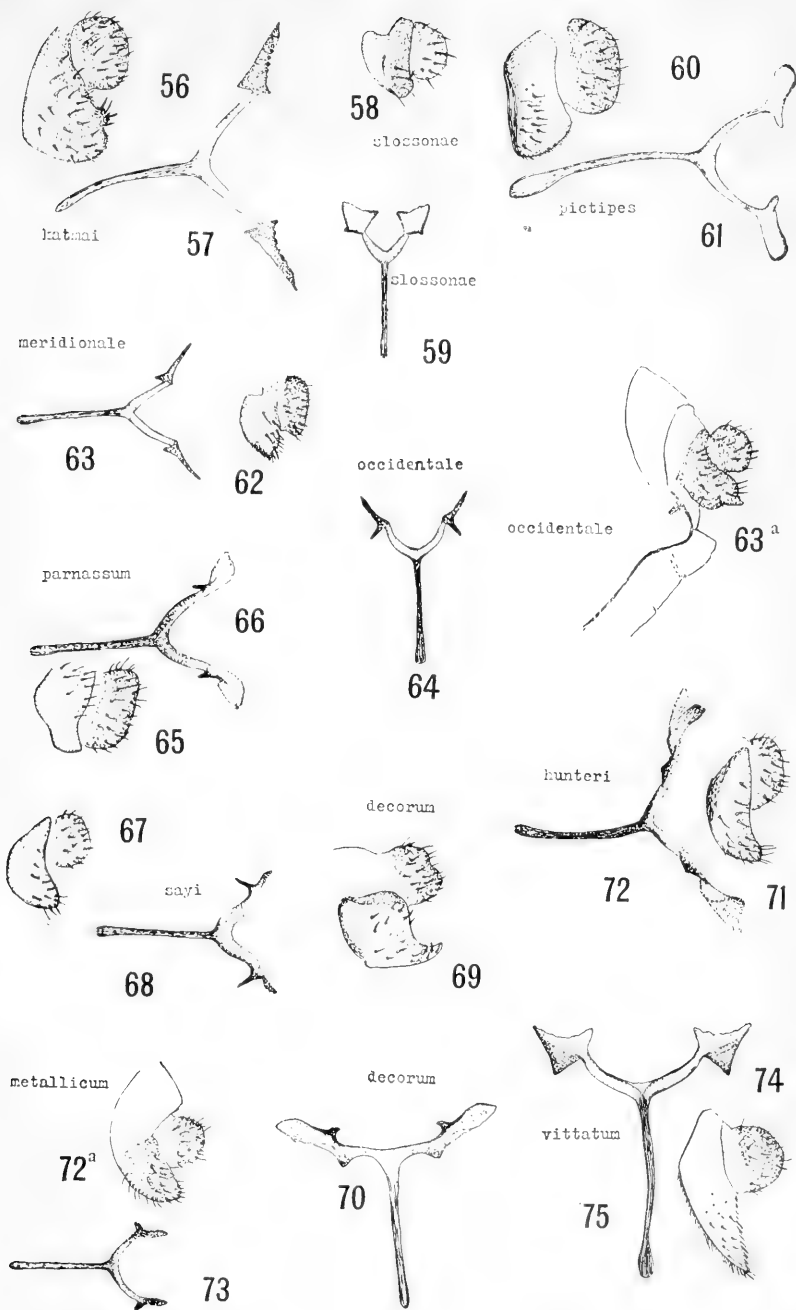 56
58
60
slossonae
katmai
57
pictipes
61
slossonae
59
meridionale
63
62
occidentale
occidentale
63a
parnassum
66
64
65
hunteri
67
decorum
sayi
72
71
68
69
metallicum
decorum
74
72a
vittatum
70
75
73